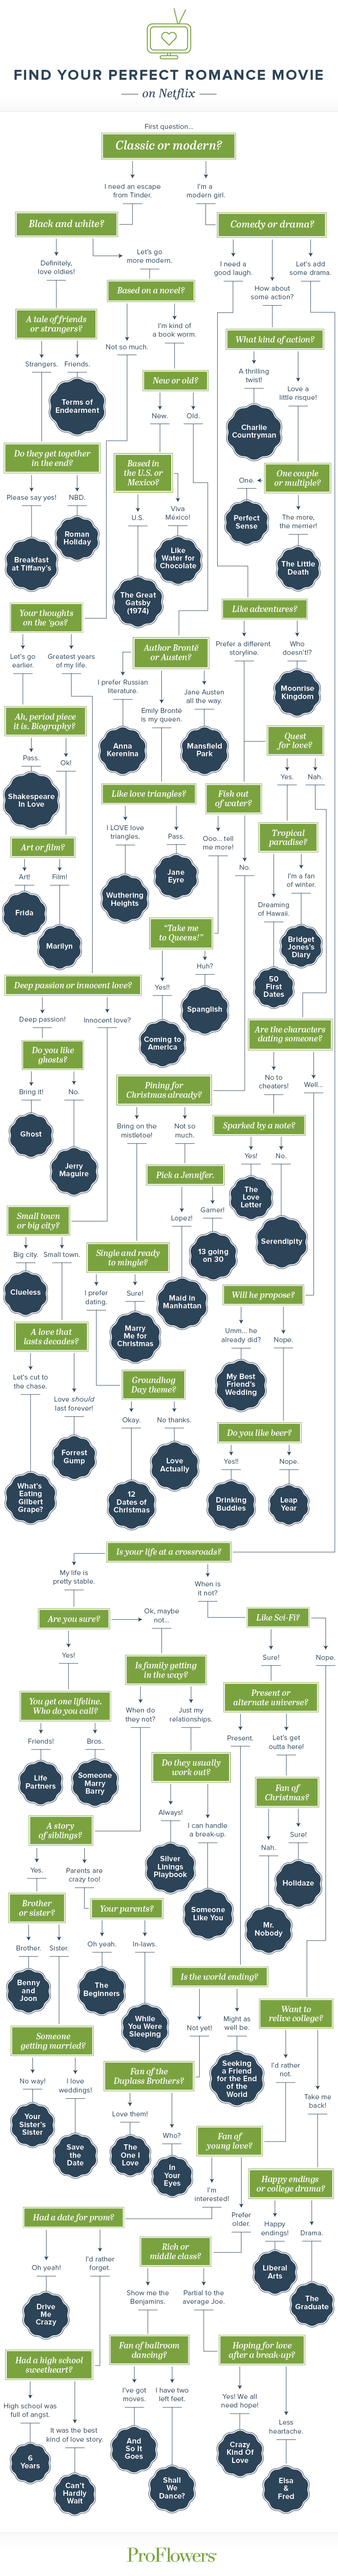 FIND YOUR PERFECT ROMANCE MOVIE
on Netflix
First question...
Classic or modern?
I need an escape
from Tinder.
I'm a
modern girl.
Black and white?
Comedy or drama?
Definitely,
love oldies!
Let's go
more modern.
I need a
good laugh.
How about
some action?
Let's add
some drama.
Based on a novel?
A tale of friends
or strangers?
Not so much.
I'm kind of
a book worm.
What kind of action?
Strangers.
Friends.
Terms of
Endearment
New or old?
A thrilling
twist!
Love a
little risque!
Charlie
Countryman
New.
Old.
Do they get together
in the end?
Based in
the U.S. or
Mexico?
One couple
or multiple?
One.
Please say yes!
NBD.
U.S.
Viva
México!
Perfect
Sense
The more,
the merrier!
Roman
Holiday
Breakfast
at Tiffany's
Like
Water for
Chocolate
The Little
Death
The Great
Gatsby
(1974)
Your thoughts
on the '90s?
Like adventures?
Let's go
earlier.
Greatest years
of my life.
Author Brontë
or Austen?
Prefer a different
storyline.
Who
doesn't!?
I prefer Russian
literature.
Emily Brontë
is my queen.
Jane Austen
all the way.
Moonrise
Kingdom
Ah, period piece
it is. Biography?
Anna
Kerenina
Mansfield
Park
Quest
for love?
Pass.
Ok!
Yes.
Nah.
Shakespeare
In Love
Like love triangles?
Fish out
of water?
Tropical
paradise?
I LOVE love
triangles.
Pass.
Ooo... tell
me more!
No.
Art or film?
Art!
Film!
Wuthering
Heights
Jane
Eyre
Dreaming
of Hawaii.
I'm a fan
of winter.
Frida
Marilyn
"Take me
to Queens!"
Bridget
Jones's
Diary
Yes!!
Huh?
50
First
Dates
Deep passion or innocent love?
Spanglish
Deep passion!
Innocent love?
Coming to
America
Are the characters
dating someone?
Do you like
ghosts?
Pining for
Christmas already?
No to
cheaters!
Well...
Bring it!
No.
Bring on the
mistletoe!
Not so
much.
Sparked by a note?
Ghost
Jerry
Maguire
Pick a Jennifer.
Yes!
No.
Lopez!
Garner!
The
Love
Letter
Serendipity
Small town
or big city?
Single and ready
to mingle?
13 going
on 30
Big city.
Small town.
I prefer
dating.
Sure!
Maid in
Manhattan
Will he propose?
Clueless
Marry
Me for
Christmas
Umm... he
already did?
Nope.
A love that
lasts decades?
Groundhog
Day theme?
My Best
Friend's
Wedding
Let's cut to
the chase.
Love should
last forever!
Okay.
No thanks.
Do you like beer?
Forrest
Gump
Love
Actually
Yes!!
Nope.
What's
Eating
Gilbert
Grape?
12
Dates of
Christmas
Drinking
Buddies
Leap
Year
Is your life at a crossroads?
My life is
pretty stable.
When is
it not?
Are you sure?
Ok, maybe
not...
Like Sci-Fi?
Yes!
Is family getting
in the way?
Sure!
Nope.
You get one lifeline.
Who do you call?
When do
they not?
Just my
relationships.
Present or
alternate universe?
Friends!
Bros.
Present.
Let's get
outta here!
Life
Partners
Someone
Marry
Barry
Do they usually
work out?
Fan of
Christmas?
Always!
I can handle
a break-up.
Nah.
Sure!
A story
of siblings?
Silver
Linings
Playbook
Holidaze
Yes.
Parents are
crazy too!
Someone
Like You
Mr.
Nobody
Brother
or sister?
Your parents?
Brother.
Sister.
Oh yeah.
In-laws.
Is the world ending?
Benny
and
Joon
The
Beginners
While
You Were
Sleeping
Not yet!
Might as
well be.
Want to
relive college?
Someone
getting married?
Seeking
a Friend
for the End
of the
World
No way!
I love
weddings!
Fan of the
Duplass Brothers?
I'd rather
not.
Take me
back!
Your
Sister's
Sister
Love them!
Who?
Save
the
Date
The
One I
Love
In
Your
Eyes
Fan of
young love?
Happy endings
or college drama?
I'm
interested!
Prefer
older.
Happy
endings!
Drama.
Had a date for prom?
Liberal
Arts
The
Graduate
Oh yeah!
I'd rather
forget.
Rich or
middle class?
Drive
Me
Crazy
Show me the
Benjamins.
Partial to the
average Joe.
Had a high school
sweetheart?
Fan of ballroom
dancing?
Hoping for love
after a break-up?
High school was
full of angst.
It was the best
kind of love story.
I've got
moves.
I have two
left feet.
Yes! We all
need hope!
Less
heartache.
6
Years
Can't
Hardly
Wait
And
So It
Goes
Shall
We
Dance?
Crazy
Kind Of
Love
Elsa
&
Fred
ProFlowers